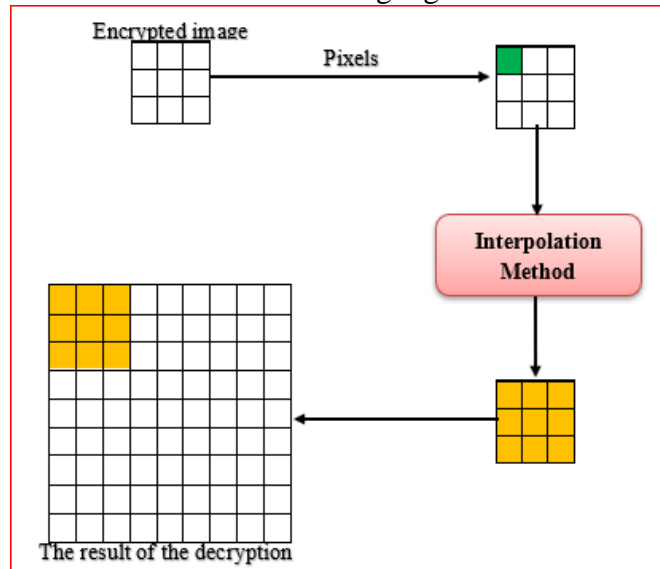 Encrypted image
Pixels
Interpolation
Method
The result of the decryption